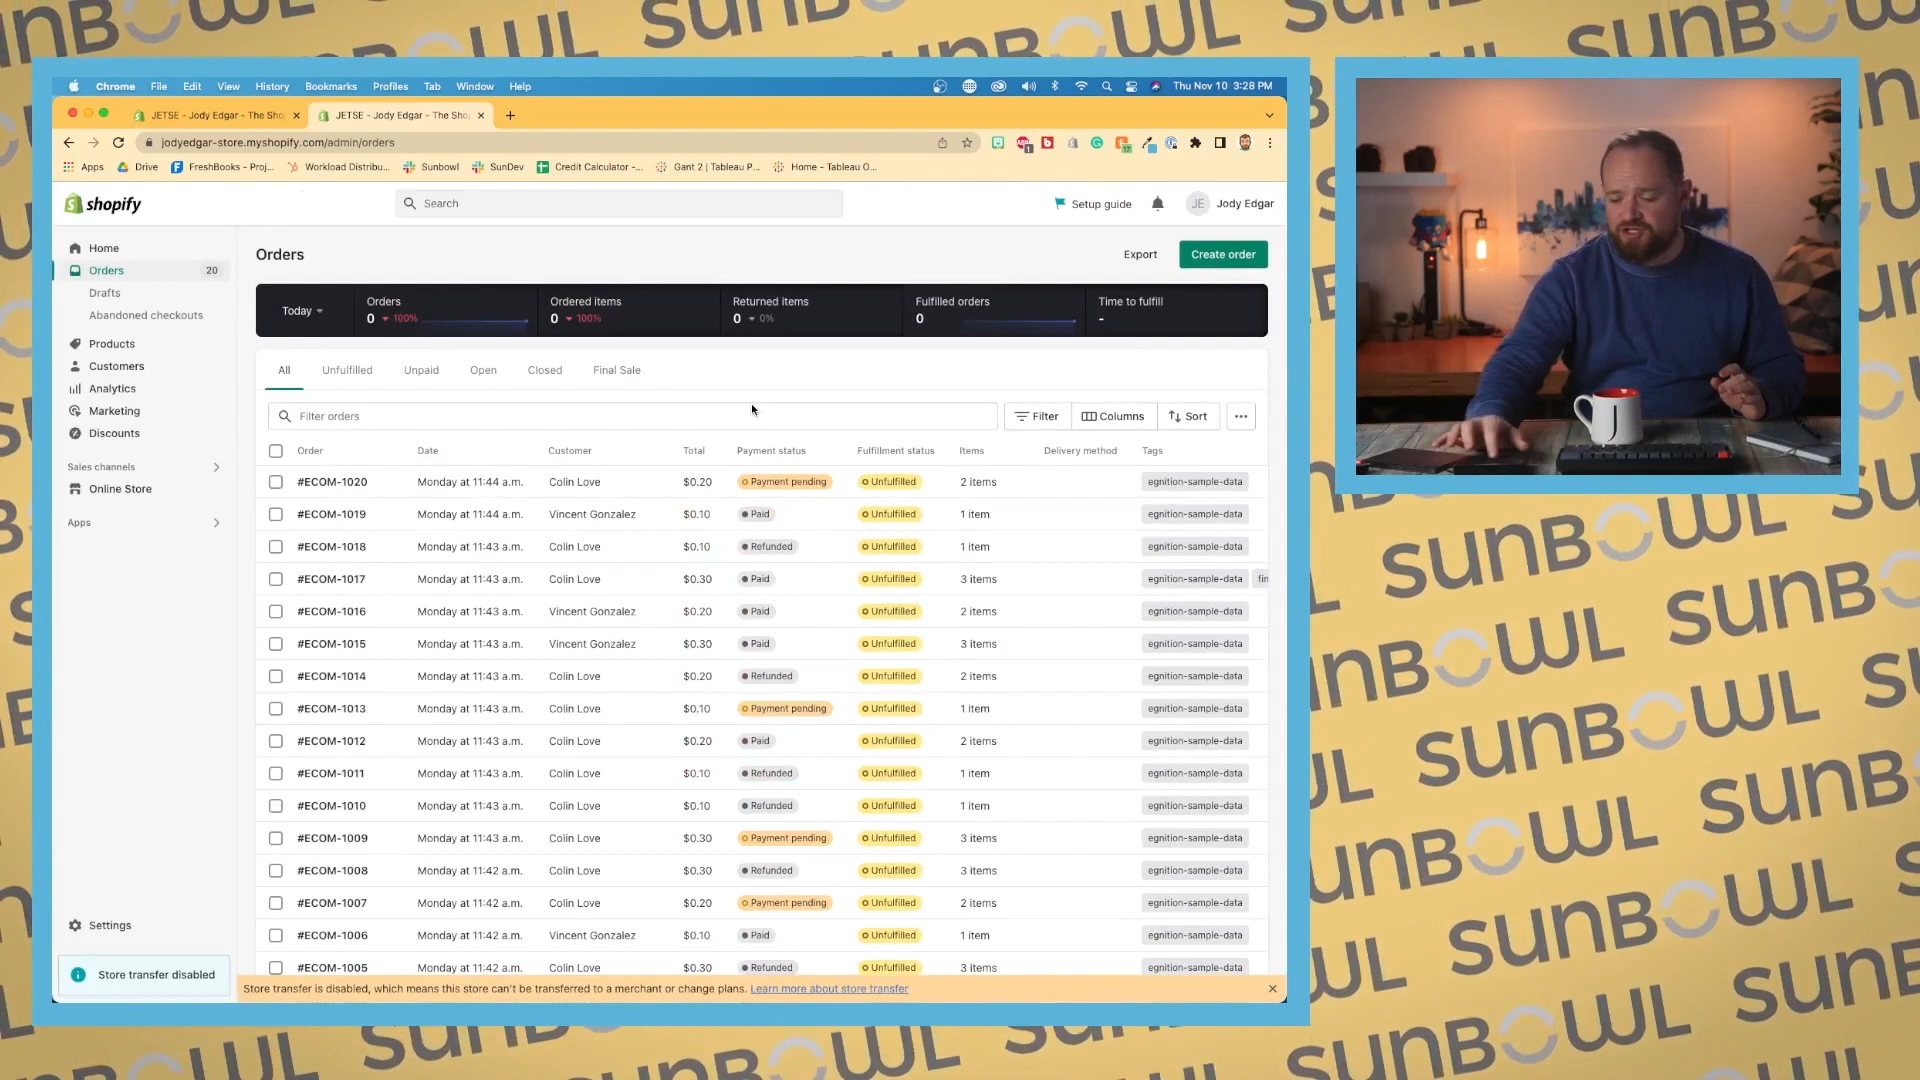 Chrome File Edit View History Bookmarks Profiles Tab Window Help Thu Nov 10 3:28 PM
JETSE - Jody Edgar - The Sho JETSE - Jody Edgar - The Sho
jodyedgar-store.myshopify.com/admin/orders
Apps Drive FreshBooks - Proj... Workload Distribu... Sunbowl SunDev Credit Calculator -... Gant 2 | Tableau P... Home - Tableau O...
shopify Search Setup guide JE Jody Edgar
Home
Orders 20
Drafts
Abandoned checkouts
Products
Customers
Analytics
Marketing
Discounts
Sales channels
Online Store
Apps
Settings
Store transfer disabled
Orders Export Create order
Today
Orders
0 100%
Ordered items
0 100%
Returned items
0 0%
Fulfilled orders
0
Time to fulfill
-
All Unfulfilled Unpaid Open Closed Final Sale
Filter orders Filter Columns Sort
Order Date Customer Total Payment status Fulfillment status Items Delivery method Tags
#ECOM-1020 Monday at 11:44 a.m. Colin Love $0.20 Payment pending Unfulfilled 2 items egnition-sample-data
#ECOM-1019 Monday at 11:44 a.m. Vincent Gonzalez $0.10 Paid Unfulfilled 1 item egnition-sample-data
#ECOM-1018 Monday at 11:43 a.m. Colin Love $0.10 Refunded Unfulfilled 1 item egnition-sample-data
#ECOM-1017 Monday at 11:43 a.m. Colin Love $0.30 Paid Unfulfilled 3 items egnition-sample-data fin
#ECOM-1016 Monday at 11:43 a.m. Vincent Gonzalez $0.20 Paid Unfulfilled 2 items egnition-sample-data
#ECOM-1015 Monday at 11:43 a.m. Vincent Gonzalez $0.30 Paid Unfulfilled 3 items egnition-sample-data
#ECOM-1014 Monday at 11:43 a.m. Colin Love $0.20 Refunded Unfulfilled 2 items egnition-sample-data
#ECOM-1013 Monday at 11:43 a.m. Colin Love $0.10 Payment pending Unfulfilled 1 item egnition-sample-data
#ECOM-1012 Monday at 11:43 a.m. Colin Love $0.20 Paid Unfulfilled 2 items egnition-sample-data
#ECOM-1011 Monday at 11:43 a.m. Colin Love $0.10 Refunded Unfulfilled 1 item egnition-sample-data
#ECOM-1010 Monday at 11:43 a.m. Colin Love $0.10 Refunded Unfulfilled 1 item egnition-sample-data
#ECOM-1009 Monday at 11:43 a.m. Colin Love $0.30 Payment pending Unfulfilled 3 items egnition-sample-data
#ECOM-1008 Monday at 11:42 a.m. Colin Love $0.30 Refunded Unfulfilled 3 items egnition-sample-data
#ECOM-1007 Monday at 11:42 a.m. Colin Love $0.20 Payment pending Unfulfilled 2 items egnition-sample-data
#ECOM-1006 Monday at 11:42 a.m. Vincent Gonzalez $0.10 Paid Unfulfilled 1 item egnition-sample-data
#ECOM-1005 Monday at 11:42 a.m. Colin Love $0.30 Refunded Unfulfilled 3 items egnition-sample-data
Store transfer is disabled, which means this store can't be transferred to a merchant or change plans. Learn more about store transfer
J
SUNBOWL
SUNBOWL
SUNBOWL
SUNBOWL
SUNBOWL
SUNBOWL